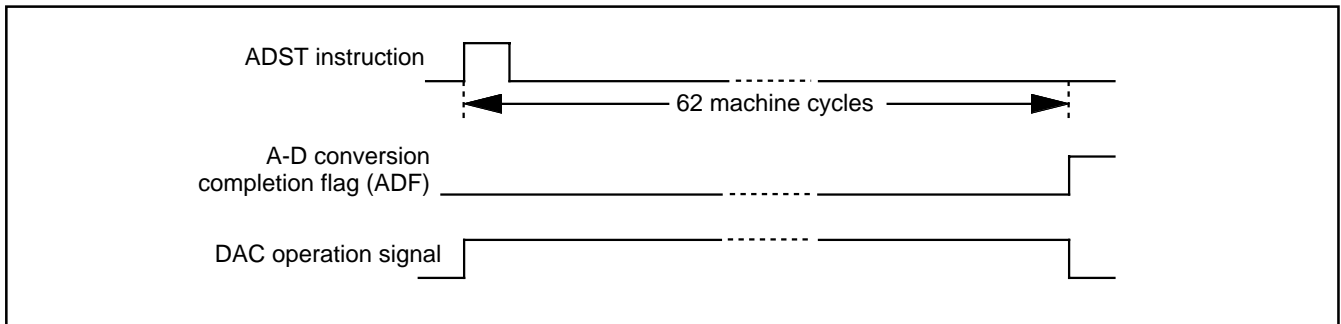 ADST instruction
62 machine cycles
A-D conversion
completion flag (ADF)
DAC operation signal